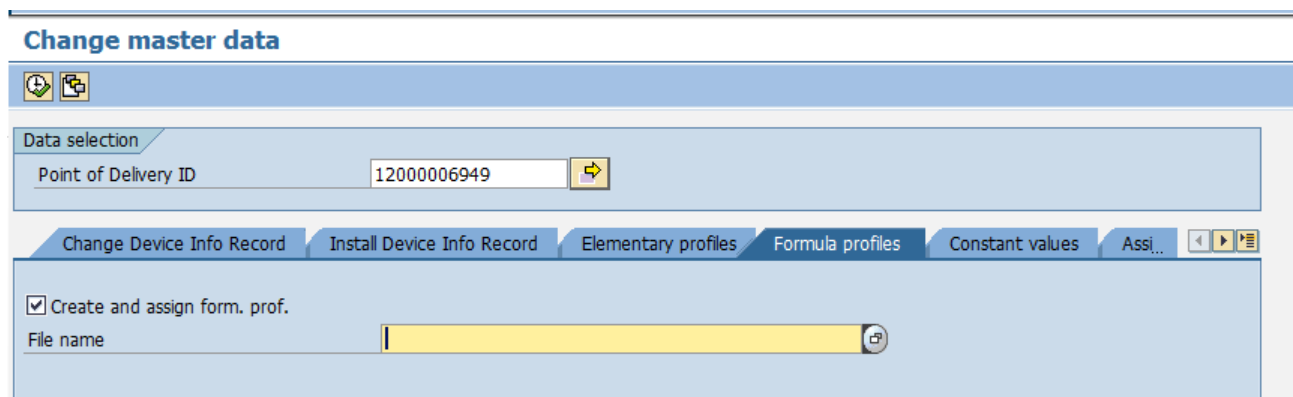 Change master data
Data selection
Point of Delivery ID 12000006949
Change Device Info Record Install Device Info Record Elementary profiles Formula profiles Constant values Assi...
Create and assign form. prof.
File name